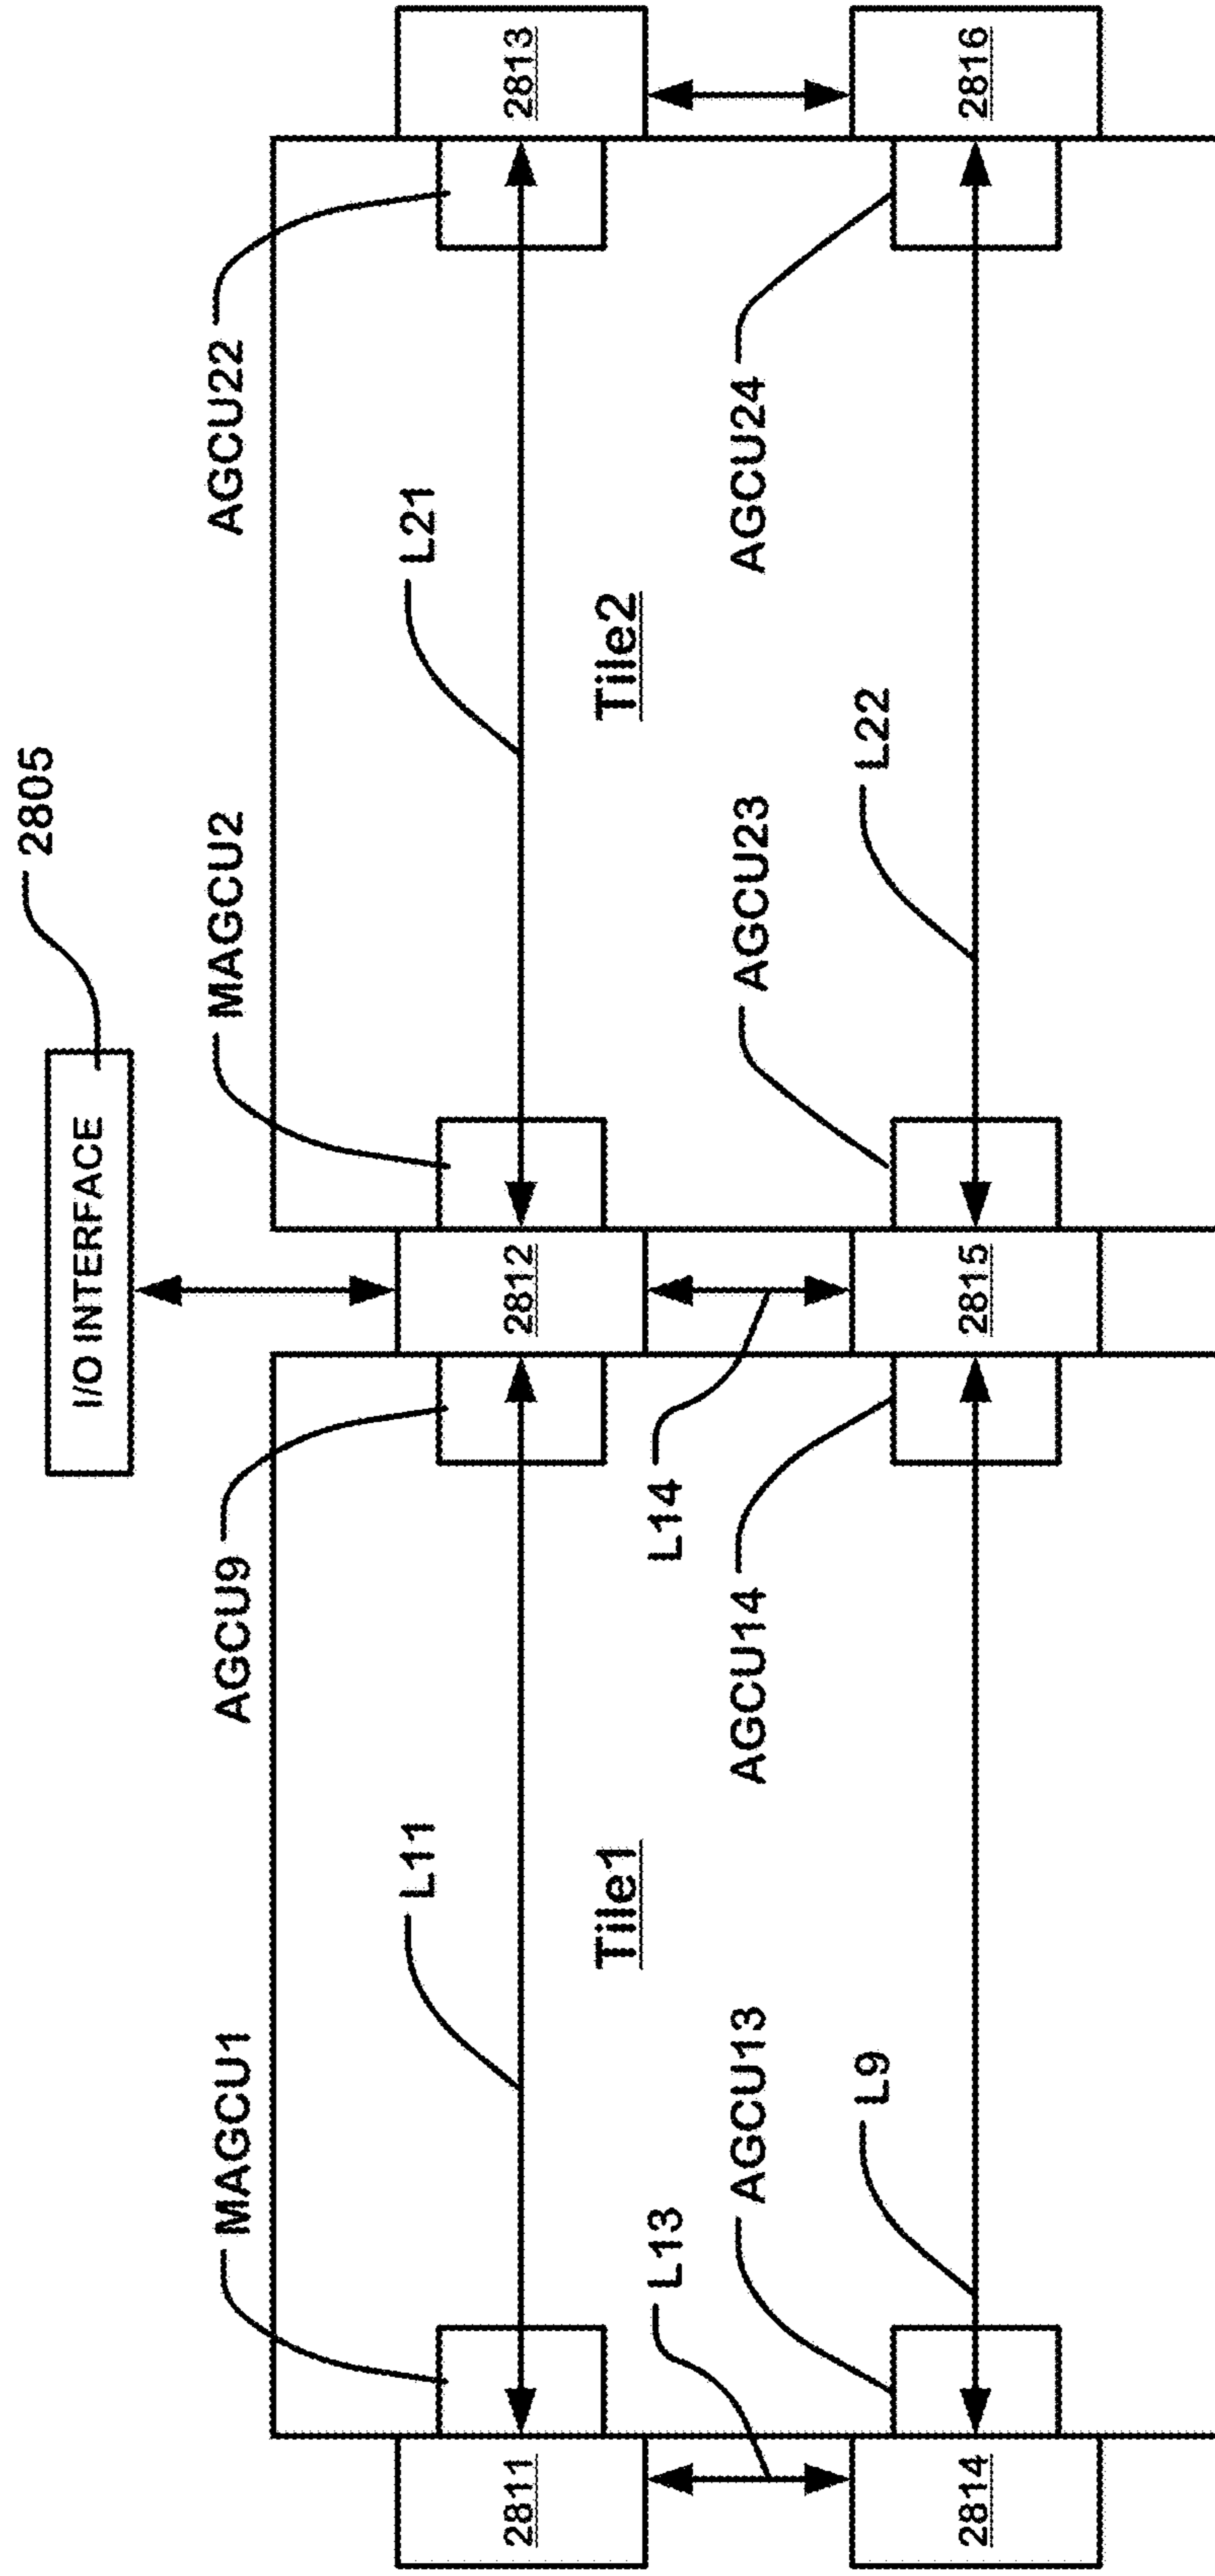 2805
I/O INTERFACE
MAGCU1
AGCU9
MAGCU2
AGCU22
L11
L21
2811
2812
2813
Tile1
Tile2
L13
L14
AGCU13
AGCU14
AGCU23
AGCU24
L9
L22
2814
2815
2816